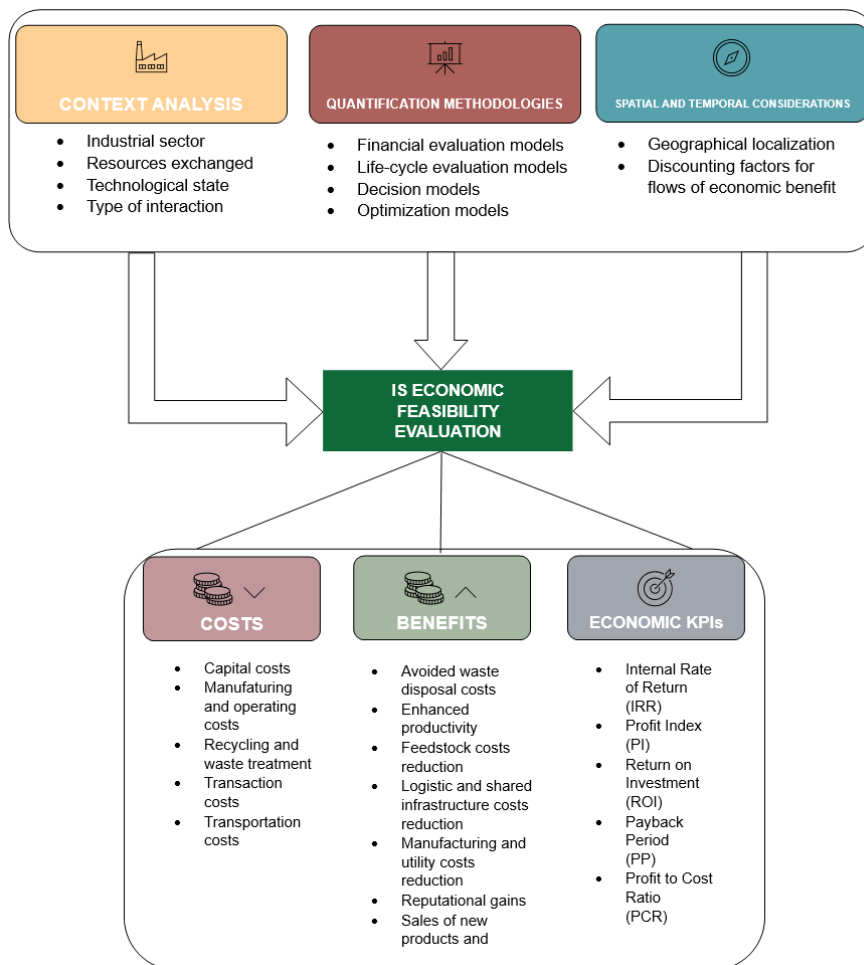 CONTEXT ANALYSIS
• Industrial sector
• Resources exchanged
• Technological state
• Type of interaction
QUANTIFICATION METHODOLOGIES
• Financial evaluation models
• Life-cycle evaluation models
• Decision models
• Optimization models
SPATIAL AND TEMPORAL CONSIDERATIONS
• Geographical localization
• Discounting factors for
flows of economic benefit
IS ECONOMIC
FEASIBILITY
EVALUATION
COSTS
• Capital costs
• Manufaturing
and operating
costs
• Recycling and
waste treatment
• Transaction
costs
• Transportation
costs
BENEFITS
• Avoided waste
disposal costs
• Enhanced
productivity
• Feedstock costs
reduction
• Logistic and shared
infrastructure costs
reduction
• Manufacturing and
utility costs
reduction
• Reputational gains
• Sales of new
products and
ECONOMIC KPIs
• Internal Rate
of Return
(IRR)
• Profit Index
(PI)
• Return on
Investment
(ROI)
• Payback
Period
(PP)
• Profit to Cost
Ratio
(PCR)